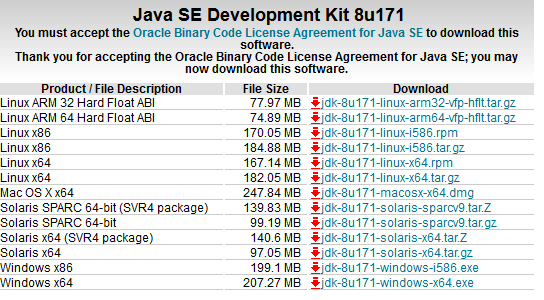 Java SE Development Kit 8u171
You must accept the Oracle Binary Code License Agreement for Java SE to download this
software.
Thank you for accepting the Oracle Binary Code License Agreement for Java SE; you may
now download this software.
Product / File Description File Size Download
Linux ARM 32 Hard Float ABI 77.97 MB jdk-8u171-linux-arm32-vfp-hflt.tar.gz
Linux ARM 64 Hard Float ABI 74.89 MB jdk-8u171-linux-arm64-vfp-hflt.tar.gz
Linux x86 170.05 MB jdk-8u171-linux-i586.rpm
Linux x86 184.88 MB jdk-8u171-linux-i586.tar.gz
Linux x64 167.14 MB jdk-8u171-linux-x64.rpm
Linux x64 182.05 MB jdk-8u171-linux-x64.tar.gz
Mac OS X x64 247.84 MB jdk-8u171-macosx-x64.dmg
Solaris SPARC 64-bit (SVR4 package) 139.83 MB jdk-8u171-solaris-sparcv9.tar.Z
Solaris SPARC 64-bit 99.19 MB jdk-8u171-solaris-sparcv9.tar.gz
Solaris x64 (SVR4 package) 140.6 MB jdk-8u171-solaris-x64.tar.Z
Solaris x64 97.05 MB jdk-8u171-solaris-x64.tar.gz
Windows x86 199.1 MB jdk-8u171-windows-i586.exe
Windows x64 207.27 MB jdk-8u171-windows-x64.exe